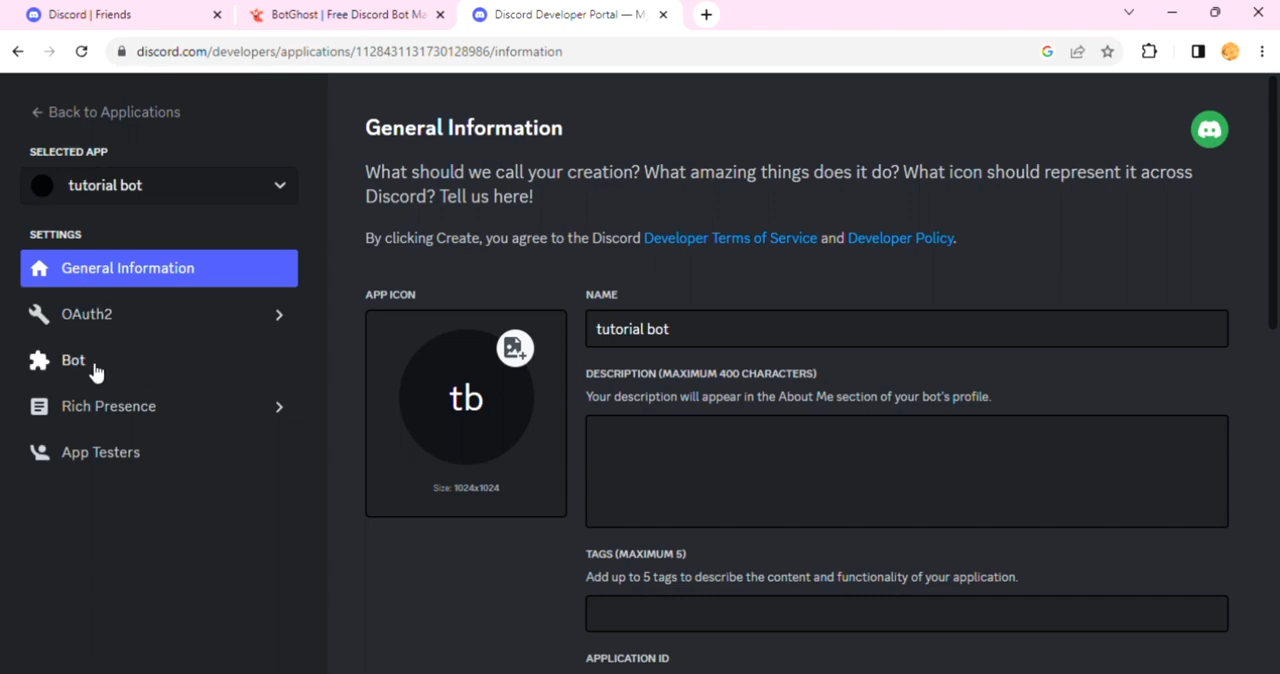 Discord | Friends
BotGhost | Free Discord Bot Ma
Discord Developer Portal — M
discord.com/developers/applications/1128431131730128986/information
← Back to Applications
SELECTED APP
tutorial bot
SETTINGS
General Information
OAuth2
Bot
Rich Presence
App Testers
General Information
What should we call your creation? What amazing things does it do? What icon should represent it across
Discord? Tell us here!
By clicking Create, you agree to the Discord Developer Terms of Service and Developer Policy.
APP ICON
tb
Size: 1024x1024
NAME
tutorial bot
DESCRIPTION (MAXIMUM 400 CHARACTERS)
Your description will appear in the About Me section of your bot's profile.
TAGS (MAXIMUM 5)
Add up to 5 tags to describe the content and functionality of your application.
APPLICATION ID